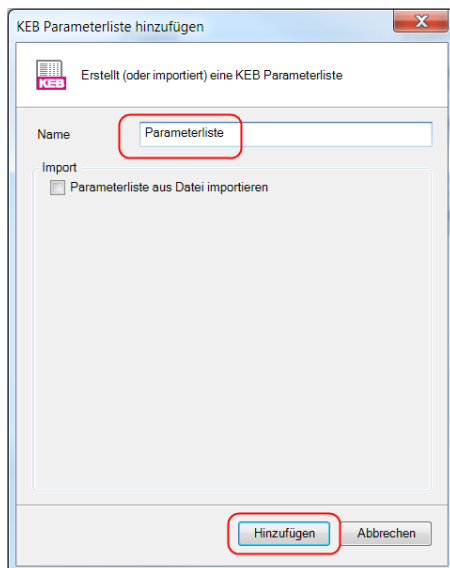 KEB Parameterliste hinzufügen
X
KEB
Erstellt (oder importiert) eine KEB Parameterliste
Name Parameterliste
Import
Parameterliste aus Datei importieren
Hinzufügen Abbrechen